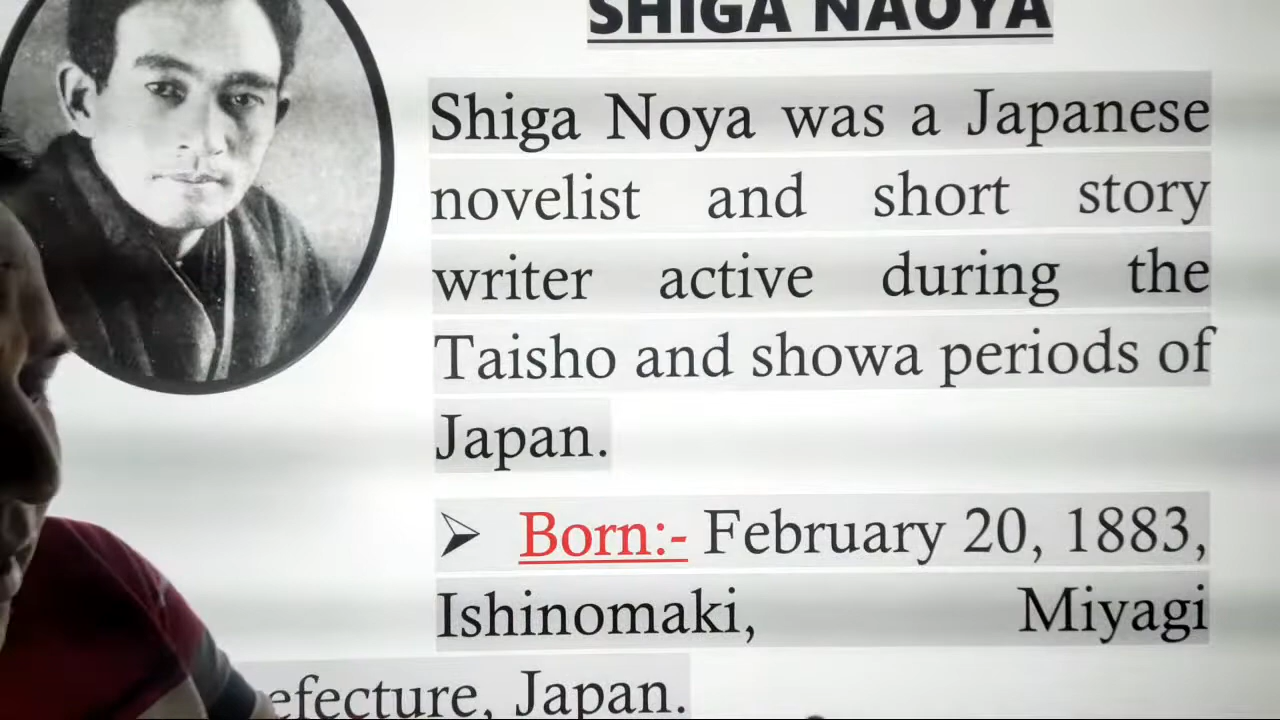 SHIGA NAOYA
Shiga Noya was a Japanese
novelist and short story
writer active during the
Taisho and showa periods of
Japan.
➢ Born:- February 20, 1883,
Ishinomaki, Miyagi
efecture, Japan.